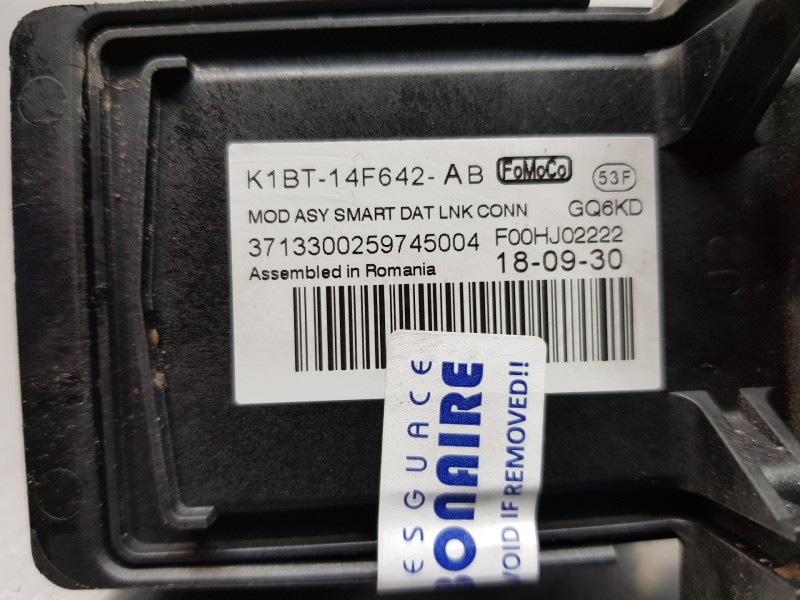 K1BT-14F642-AB FoMoCo 53F
MOD ASY SMART DAT LNK CONN GQ6KD
3713300259745004 F00HJ02222
Assembled in Romania 18-09-30
ESGUACE
BONAIRE
VOID IF REMOVED!!